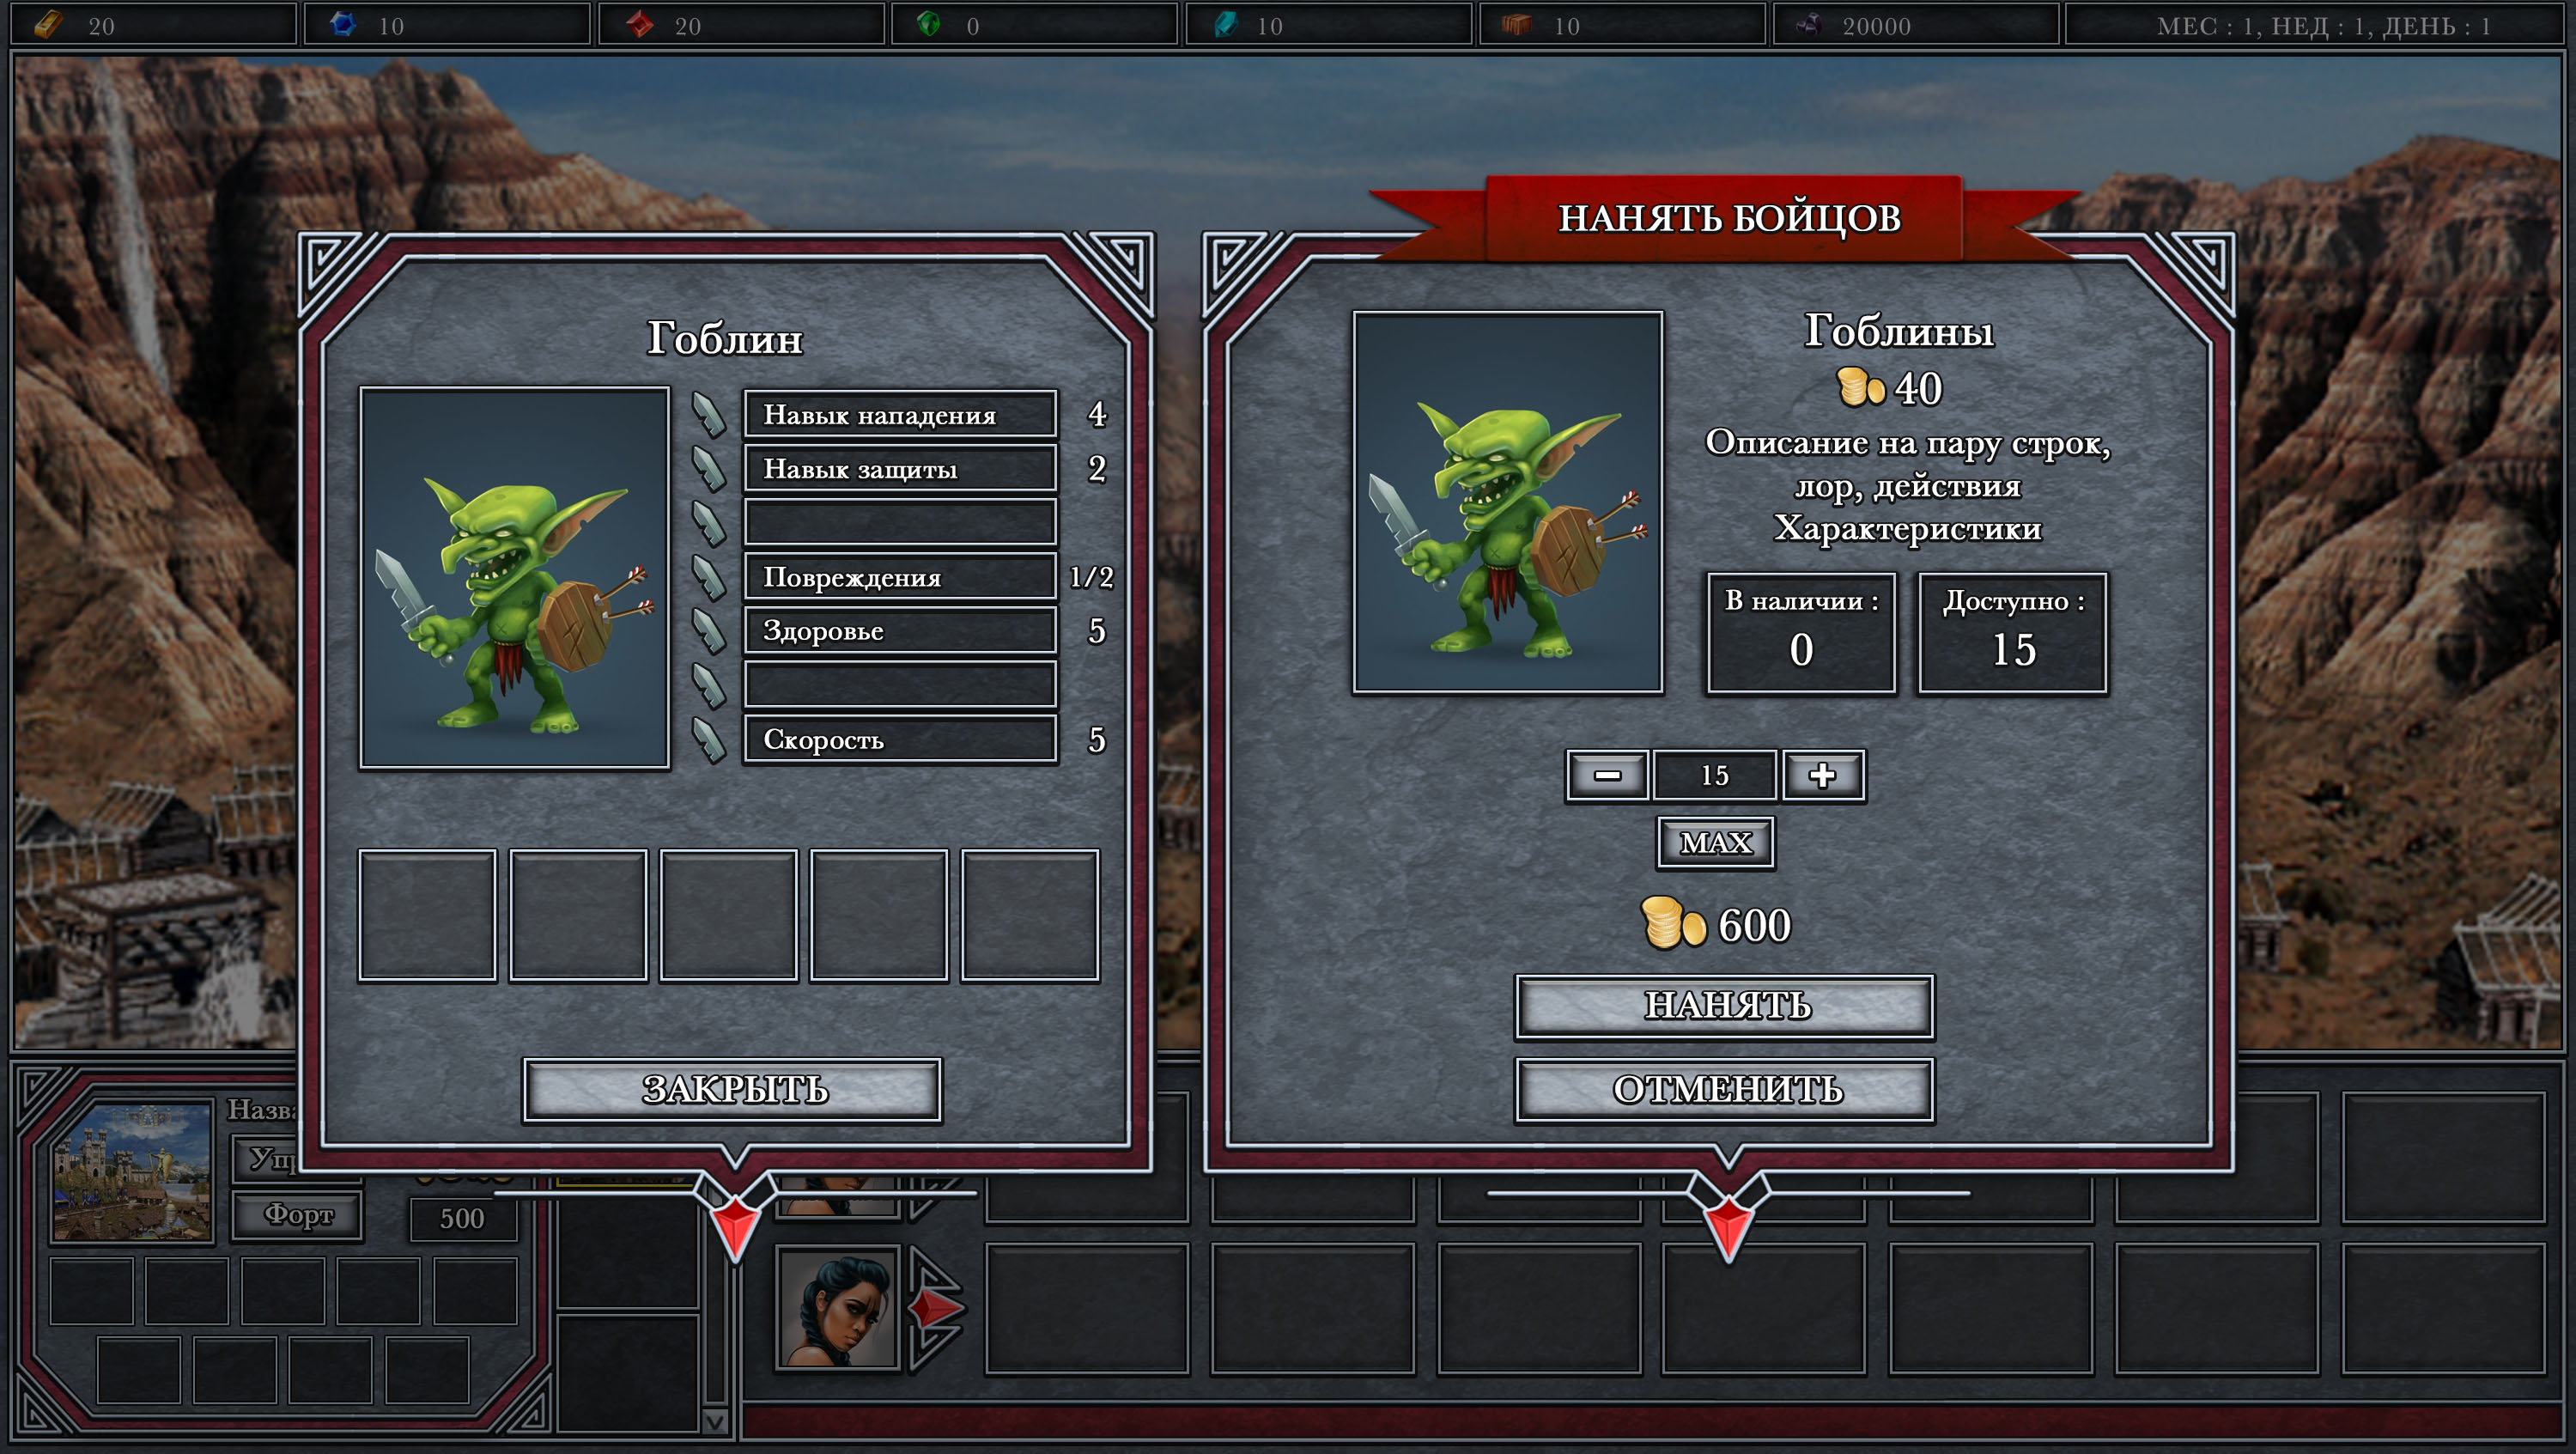 20
10
20
0
10
10
20000
МЕС : 1, НЕД : 1, ДЕНЬ : 1
Гоблин
Навык нападения 4
Навык защиты 2
Повреждения 1/2
Здоровье 5
Скорость 5
ЗАКРЫТЬ
НАНЯТЬ БОЙЦОВ
Гоблины
40
Описание на пару строк,
лор, действия
Характеристики
В наличии :
0
Доступно :
15
15
MAX
600
НАНЯТЬ
ОТМЕНИТЬ
Форт
500